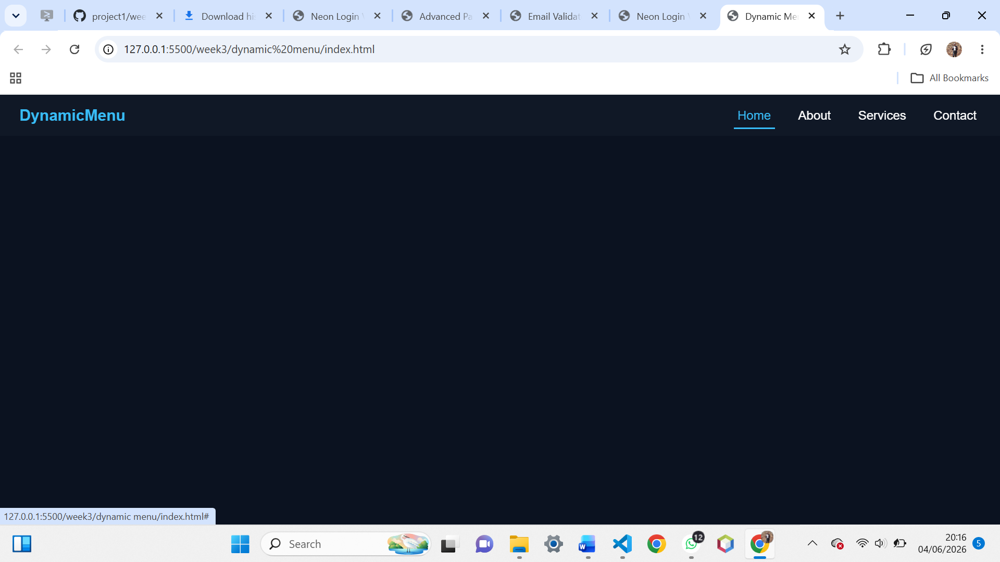 project1/wee
Download his
Neon Login
Advanced Pa
Email Validat
Neon Login
Dynamic Me
127.0.0.1:5500/week3/dynamic%20menu/index.html
All Bookmarks
DynamicMenu
Home
About
Services
Contact
127.0.0.1:5500/week3/dynamic menu/index.html#
Search
W
12
20:16
04/06/2026
5